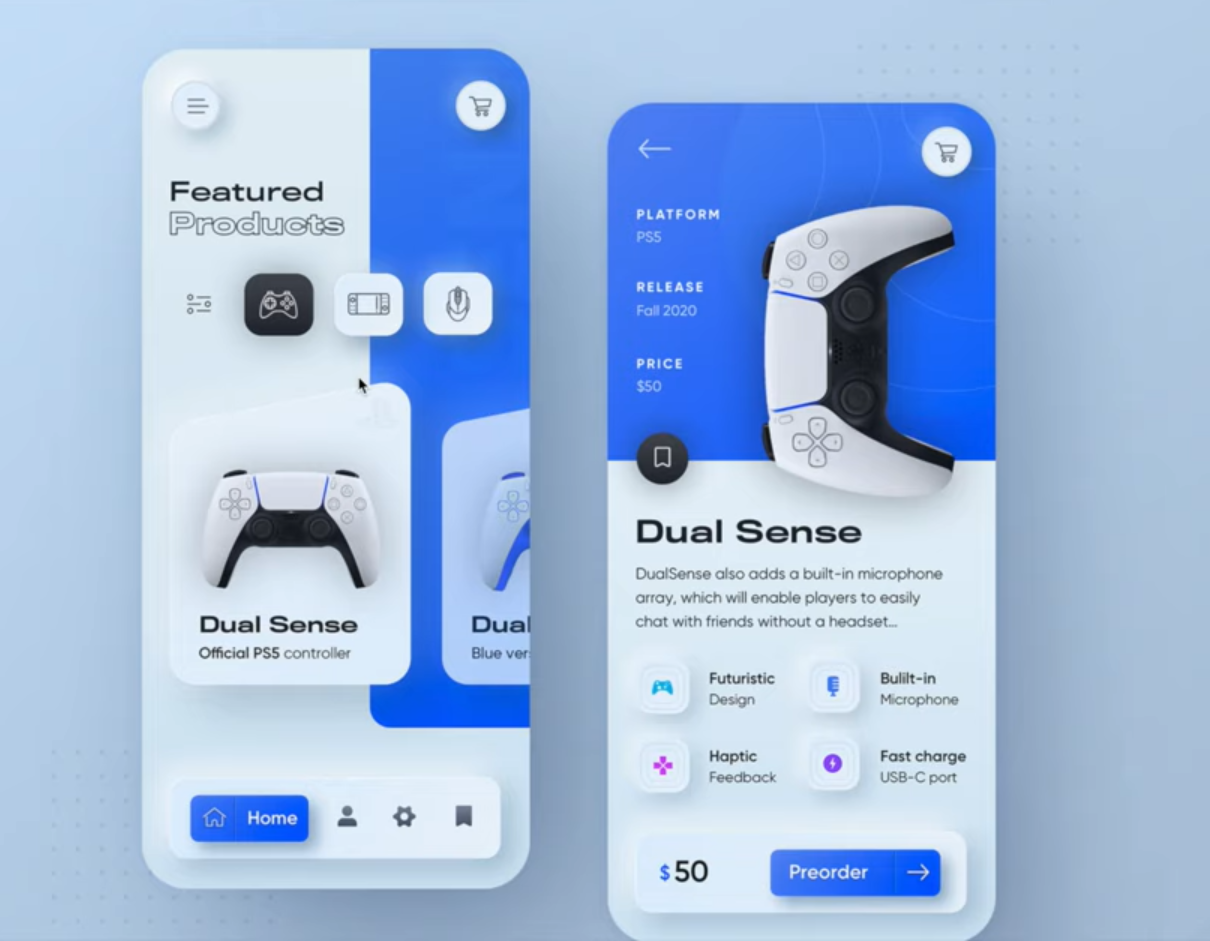 Featured
Products
Dual Sense
Official PS5 controller
Dual
Blue ver
Home
PLATFORM
PS5
RELEASE
Fall 2020
PRICE
$50
Dual Sense
DualSense also adds a built-in microphone
array, which will enable players to easily
chat with friends without a headset...
Futuristic
Design
Bulilt-in
Microphone
Haptic
Feedback
Fast charge
USB-C port
$ 50
Preorder